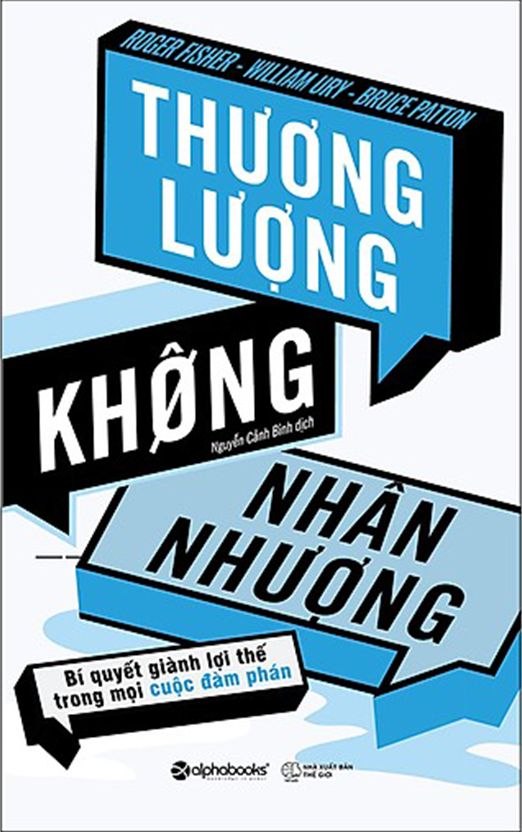 ROGER FISHER - WILLIAM URY - BRUCE PATTON
THƯƠNG
LƯỢNG
KHÔNG
Nguyễn Cảnh Bình dịch
NHÂN
NHƯỢNG
Bí quyết giành lợi thế
trong mọi cuộc đàm phán
alphabooks®
NHÀ XUẤT BẢN
THẾ GIỚI